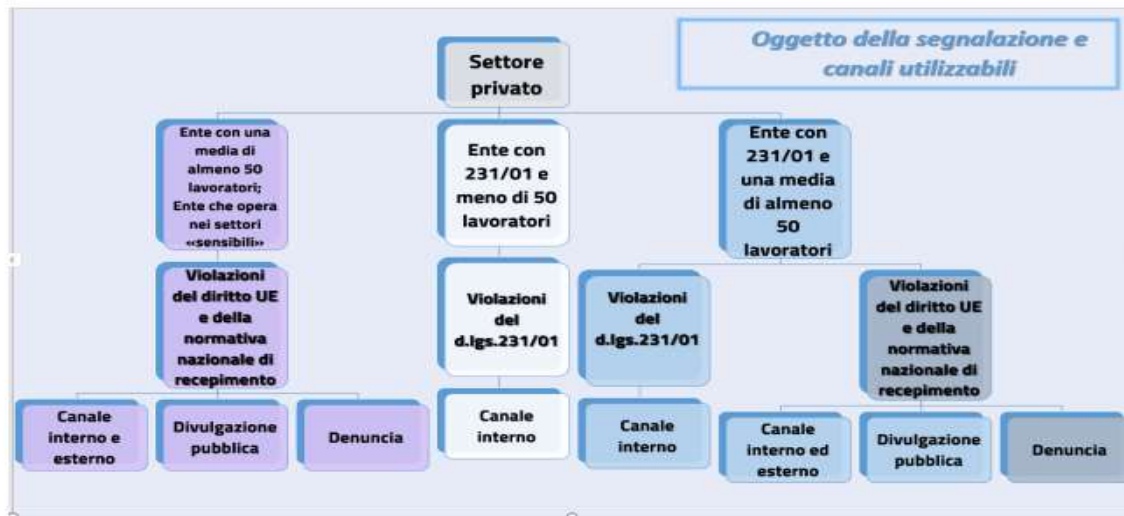 Oggetto della segnalazione e
canali utilizzabili
Settore
privato
Ente con una
media di
almeno 50
lavoratori;
Ente che opera
nei settori
«sensibili»
Ente con
231/01 e
meno di 50
lavoratori
Ente con
231/01 e
una media
di almeno
50
lavoratori
Violazioni
del diritto UE
e della
normativa
nazionale di
recepimento
Violazioni
del
d.lgs.231/01
Violazioni
del
d.lgs.231/01
Violazioni
del diritto UE
e della
normativa
nazionale di
recepimento
Canale
interno e
esterno
Divulgazione
pubblica
Denuncia
Canale
interno
Canale
interno
Canale
interno ed
esterno
Divulgazione
pubblica
Denuncia